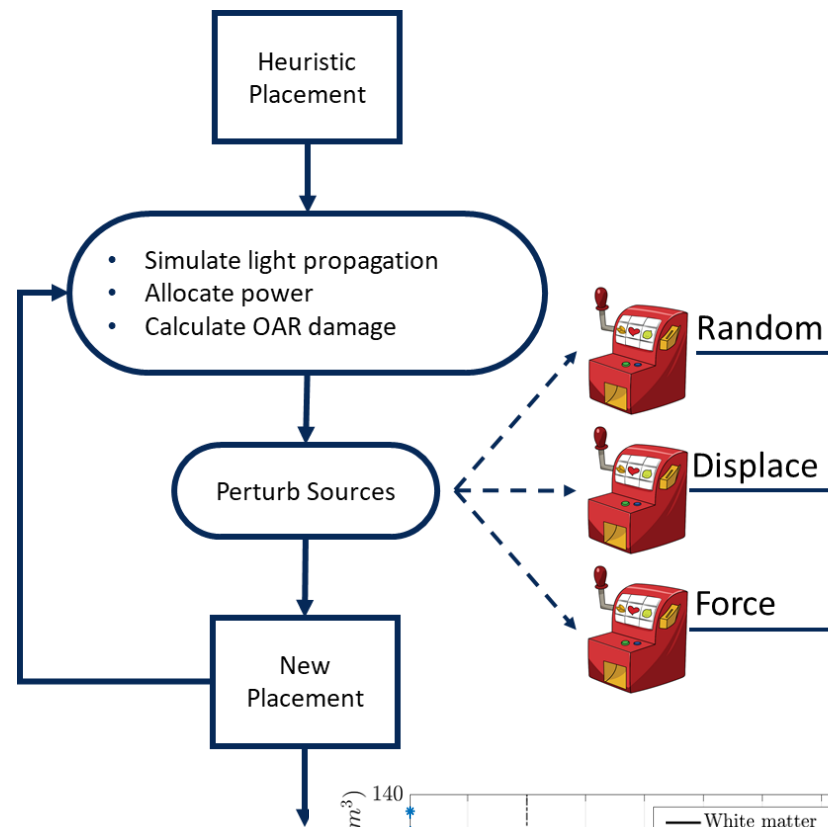 Heuristic
Placement
• Simulate light propagation
• Allocate power
• Calculate OAR damage
Random
Displace
Perturb Sources
Force
New
Placement
140
m³)
White matter